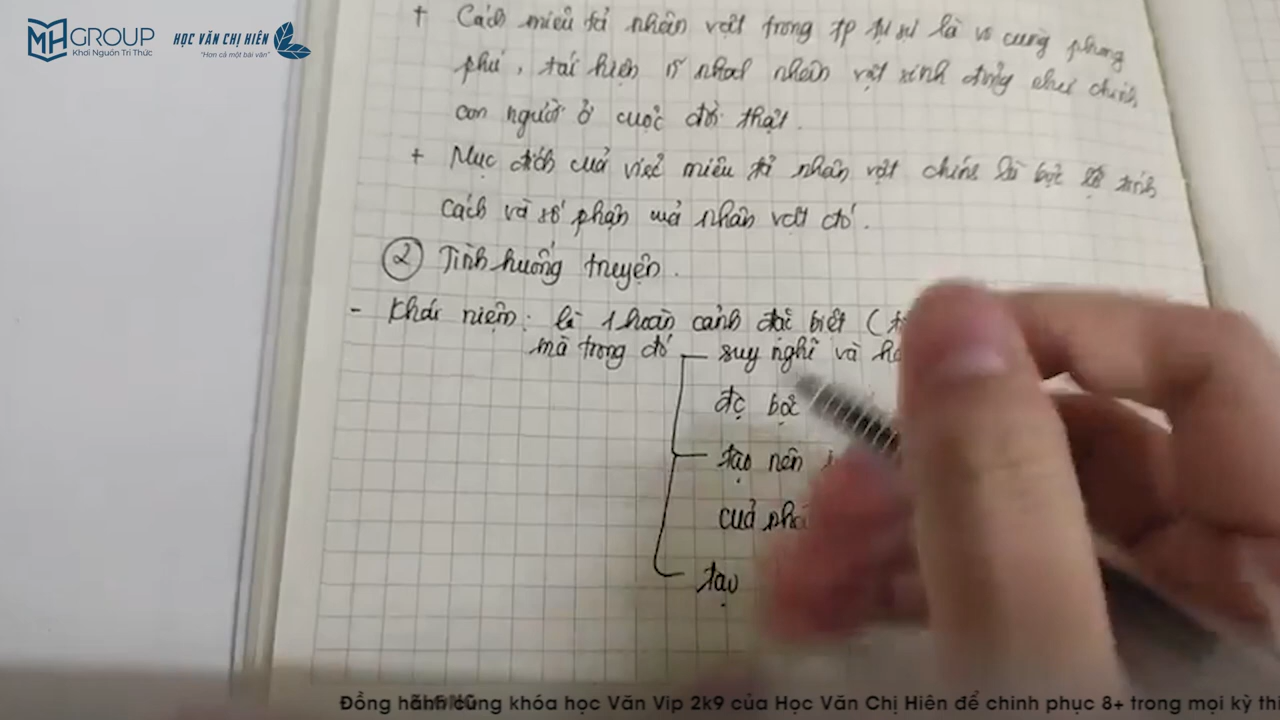 MH GROUP
Khơi Nguồn Tri Thức
HỌC VĂN CHỊ HIÊN
"Hơn cả một bài văn"
+ Cách miêu tả nhân vật trong tp tự sự là vô cùng phong
phú, tái hiện nhân vật sinh động như chính
con người ở cuộc đời thật.
+ Mục đích của việc miêu tả nhân vật chính là bộc lộ tính
cách và số phận của nhân vật đó.
② Tình huống truyện.
- Khái niệm: là 1 hoàn cảnh đặc biệt (
mà trong đó suy nghĩ và
đc bộc
tạo nên
của
tạo
Đồng hành cùng khóa học Văn Vip 2k9 của Học Văn Chị Hiên để chinh phục 8+ trong mọi kỳ th